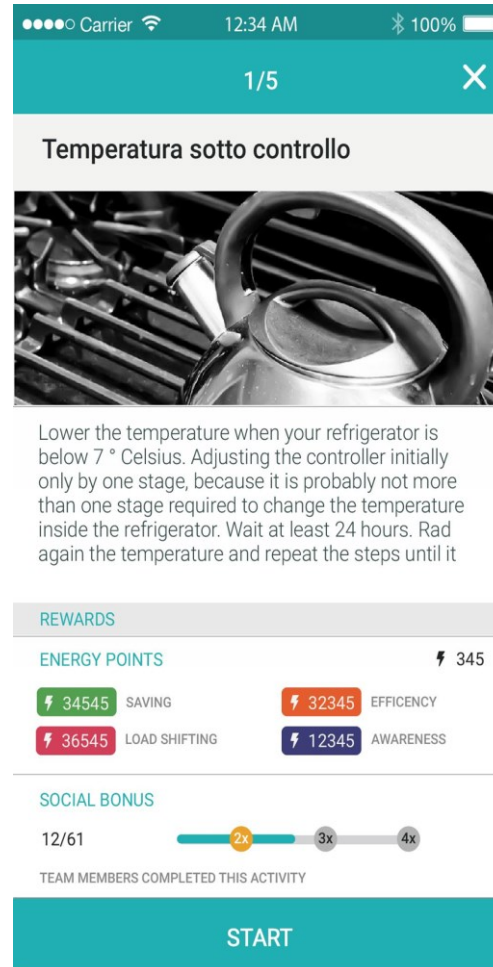 Carrier 12:34 AM 100%
1/5
Temperatura sotto controllo
Lower the temperature when your refrigerator is
below 7 ° Celsius. Adjusting the controller initially
only by one stage, because it is probably not more
than one stage required to change the temperature
inside the refrigerator. Wait at least 24 hours. Rad
again the temperature and repeat the steps until it
REWARDS
ENERGY POINTS 345
34545 SAVING 32345 EFFICENCY
36545 LOAD SHIFTING 12345 AWARENESS
SOCIAL BONUS
12/61 2x 3x 4x
TEAM MEMBERS COMPLETED THIS ACTIVITY
START